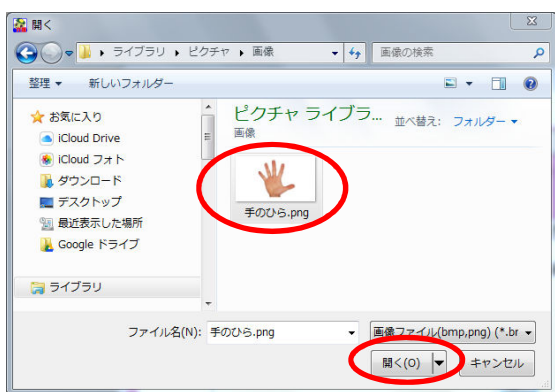 開く
ライブラリ ▸ ピクチャ ▸ 画像
画像の検索
整理 ▼ 新しいフォルダー
お気に入り
iCloud Drive
iCloud フォト
ダウンロード
デスクトップ
最近表示した場所
Google ドライブ
ライブラリ
ピクチャ ライブラ...
画像
並べ替え: フォルダー ▼
手のひら.png
ファイル名(N): 手のひら.png
画像ファイル(bmp,png) (*.br
開く(O)
キャンセル